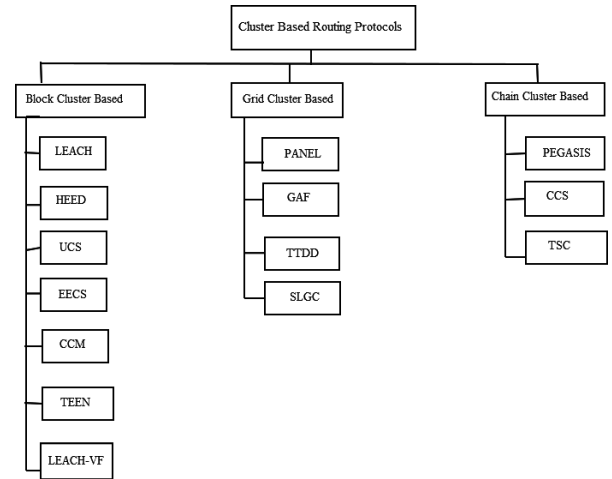 Cluster Based Routing Protocols
Block Cluster Based
LEACH
HEED
UCS
EECS
CCM
TEEN
LEACH-VF
Grid Cluster Based
PANEL
GAF
TTDD
SLGC
Chain Cluster Based
PEGASIS
CCS
TSC